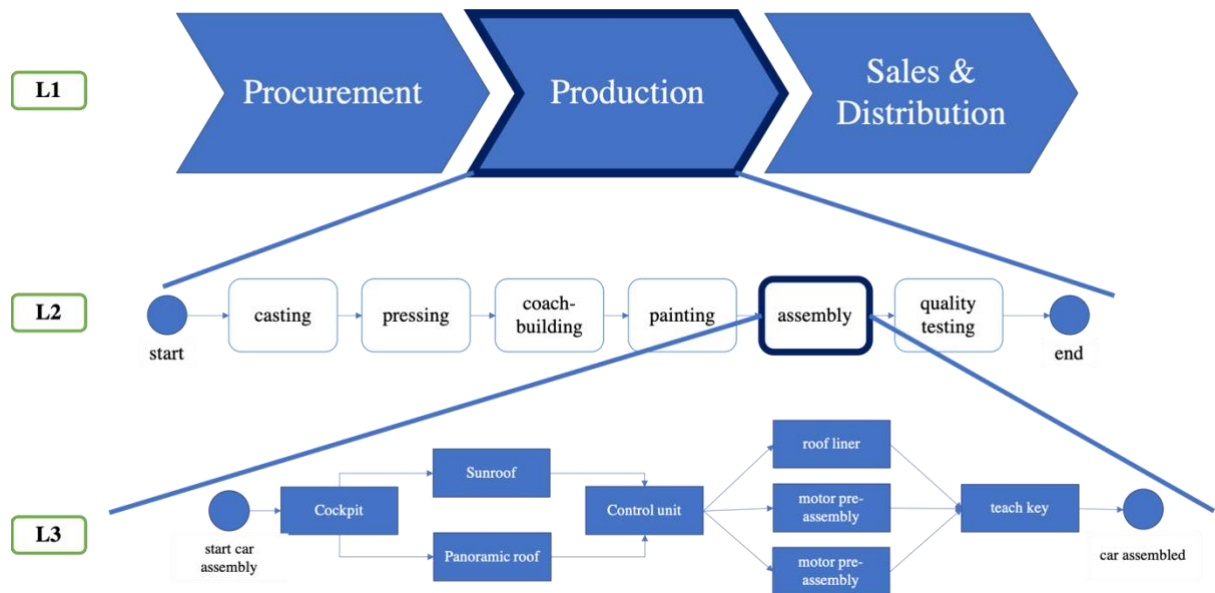 L1
Procurement
Production
Sales &
Distribution
L2
start
casting
pressing
coach-
building
painting
assembly
quality
testing
end
L3
start car
assembly
Cockpit
Sunroof
Panoramic roof
Control unit
roof liner
motor pre-
assembly
motor pre-
assembly
teach key
car assembled